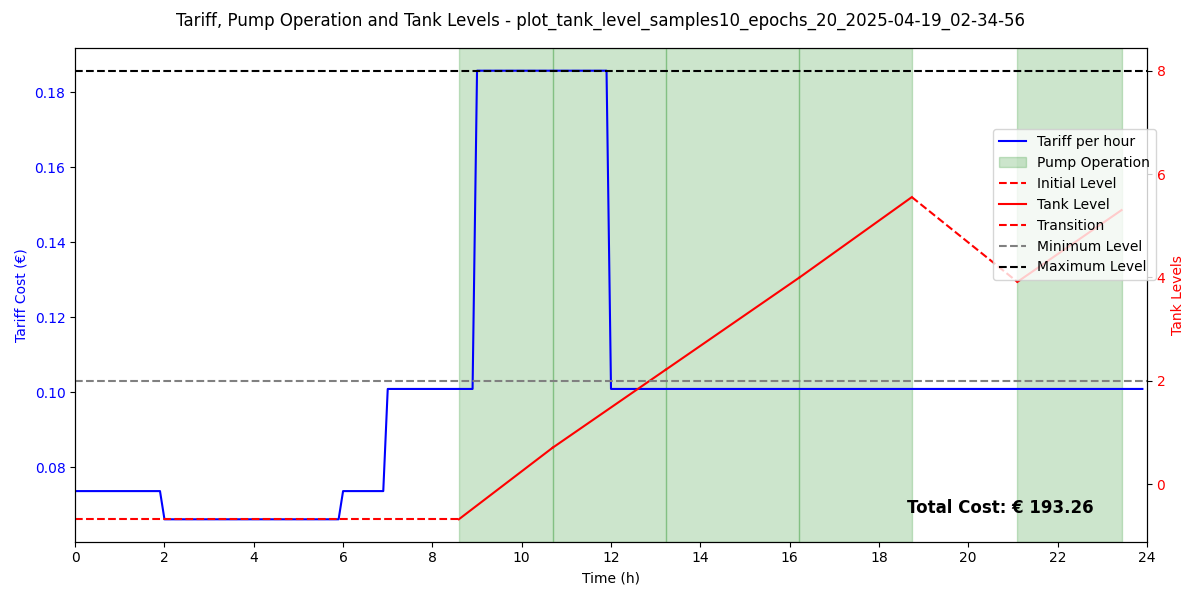 Tariff, Pump Operation and Tank Levels - plot_tank_level_samples10_epochs_20_2025-04-19_02-34-56
0.18
0.16
0.14
0.12
0.10
0.08
Tariff Cost (€)
8
6
4
2
0
Tank Levels
Tariff per hour
Pump Operation
Initial Level
Tank Level
Transition
Minimum Level
Maximum Level
Total Cost: € 193.26
0 2 4 6 8 10 12 14 16 18 20 22 24
Time (h)